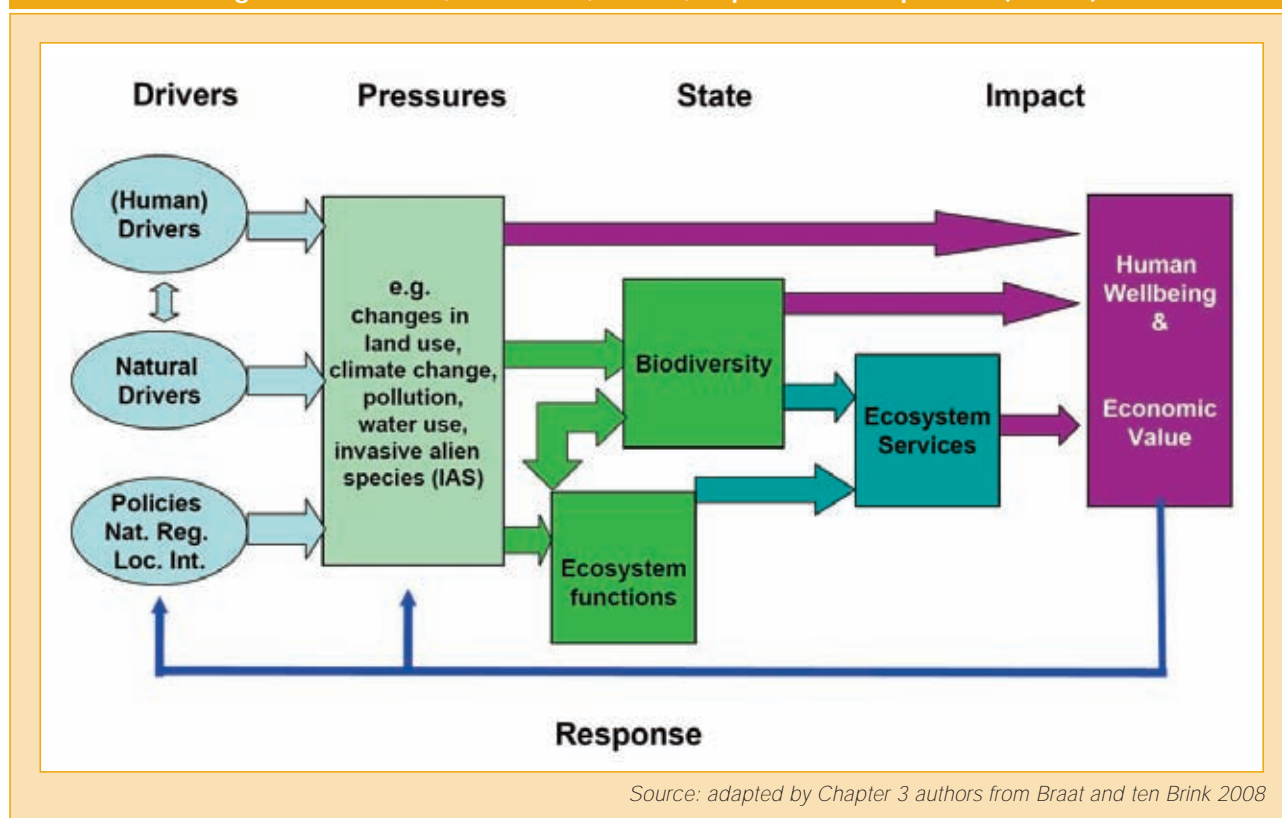 Drivers
Pressures
State
Impact
(Human)
Drivers
Natural
Drivers
Policies
Nat. Reg.
Loc. Int.
e.g.
changes in
land use,
climate change,
pollution,
water use,
invasive alien
species (IAS)
Biodiversity
Ecosystem
functions
Ecosystem
Services
Human
Wellbeing
&
Economic
Value
Response
Source: adapted by Chapter 3 authors from Braat and ten Brink 2008